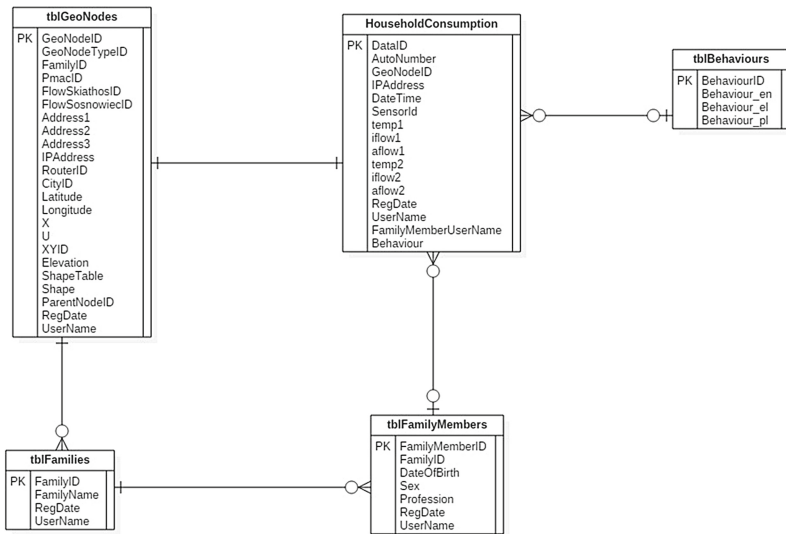 tblGeoNodes
PK GeoNodeID
GeoNodeTypeID
FamilyID
PmacID
FlowSkiathosID
FlowSosnowiecID
Address1
Address2
Address3
IPAddress
RouterID
CityID
Latitude
Longitude
X
U
XYID
Elevation
ShapeTable
Shape
ParentNodeID
RegDate
UserName
HouseholdConsumption
PK DataID
AutoNumber
GeoNodeID
IPAddress
DateTime
SensorId
temp1
iflow1
aflow1
temp2
iflow2
aflow2
RegDate
UserName
FamilyMemberUserName
Behaviour
tblBehaviours
PK BehaviourID
Behaviour_en
Behaviour_el
Behaviour_pl
tblFamilies
PK FamilyID
FamilyName
RegDate
UserName
tblFamilyMembers
PK FamilyMemberID
FamilyID
DateOfBirth
Sex
Profession
RegDate
UserName